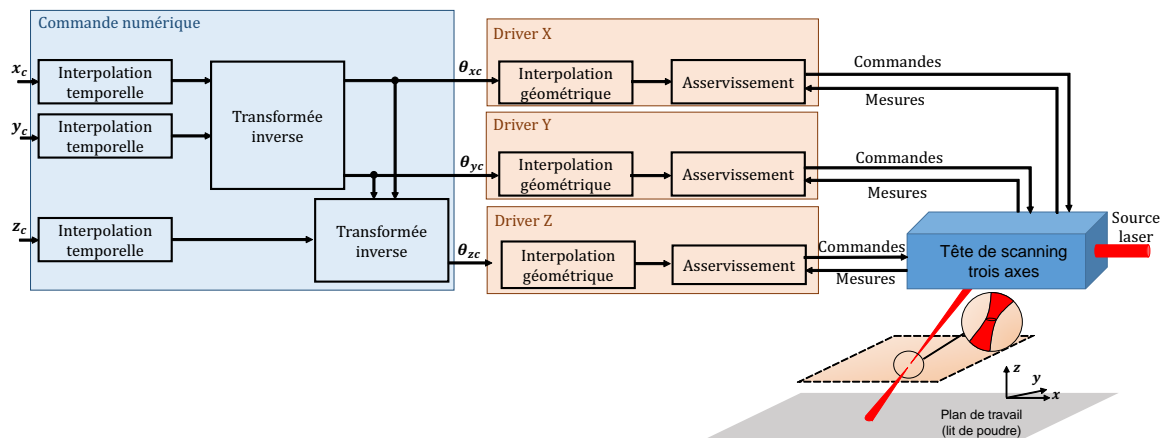 Commande numérique
x_c
Interpolation
temporelle
y_c
Interpolation
temporelle
Transformée
inverse
z_c
Interpolation
temporelle
Transformée
inverse
θ_xc
θ_yc
θ_zc
Driver X
Interpolation
géométrique
Asservissement
Commandes
Mesures
Driver Y
Interpolation
géométrique
Asservissement
Commandes
Mesures
Driver Z
Interpolation
géométrique
Asservissement
Commandes
Mesures
Tête de scanning
trois axes
Source
laser
z
y
x
Plan de travail
(lit de poudre)